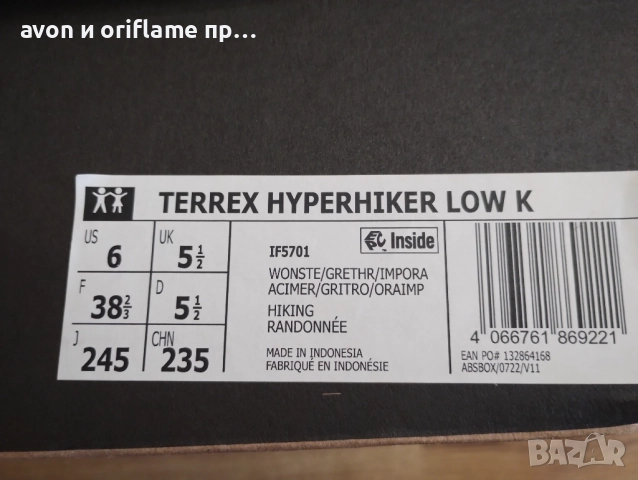 avon и oriflame пр...
TERREX HYPERHIKER LOW K
US 6 UK 5 1/2
F 38 2/3 D 5 1/2
J 245 CHN 235
IF5701 Inside
WONSTE/GRETHR/IMPORA
ACIMER/GRITRO/ORAIMP
HIKING
RANDONNÉE
MADE IN INDONESIA
FABRIQUÉ EN INDONÉSIE
4 066761 869221
EAN PO# 132864168
ABSBOX/0722/V11
BAZAR